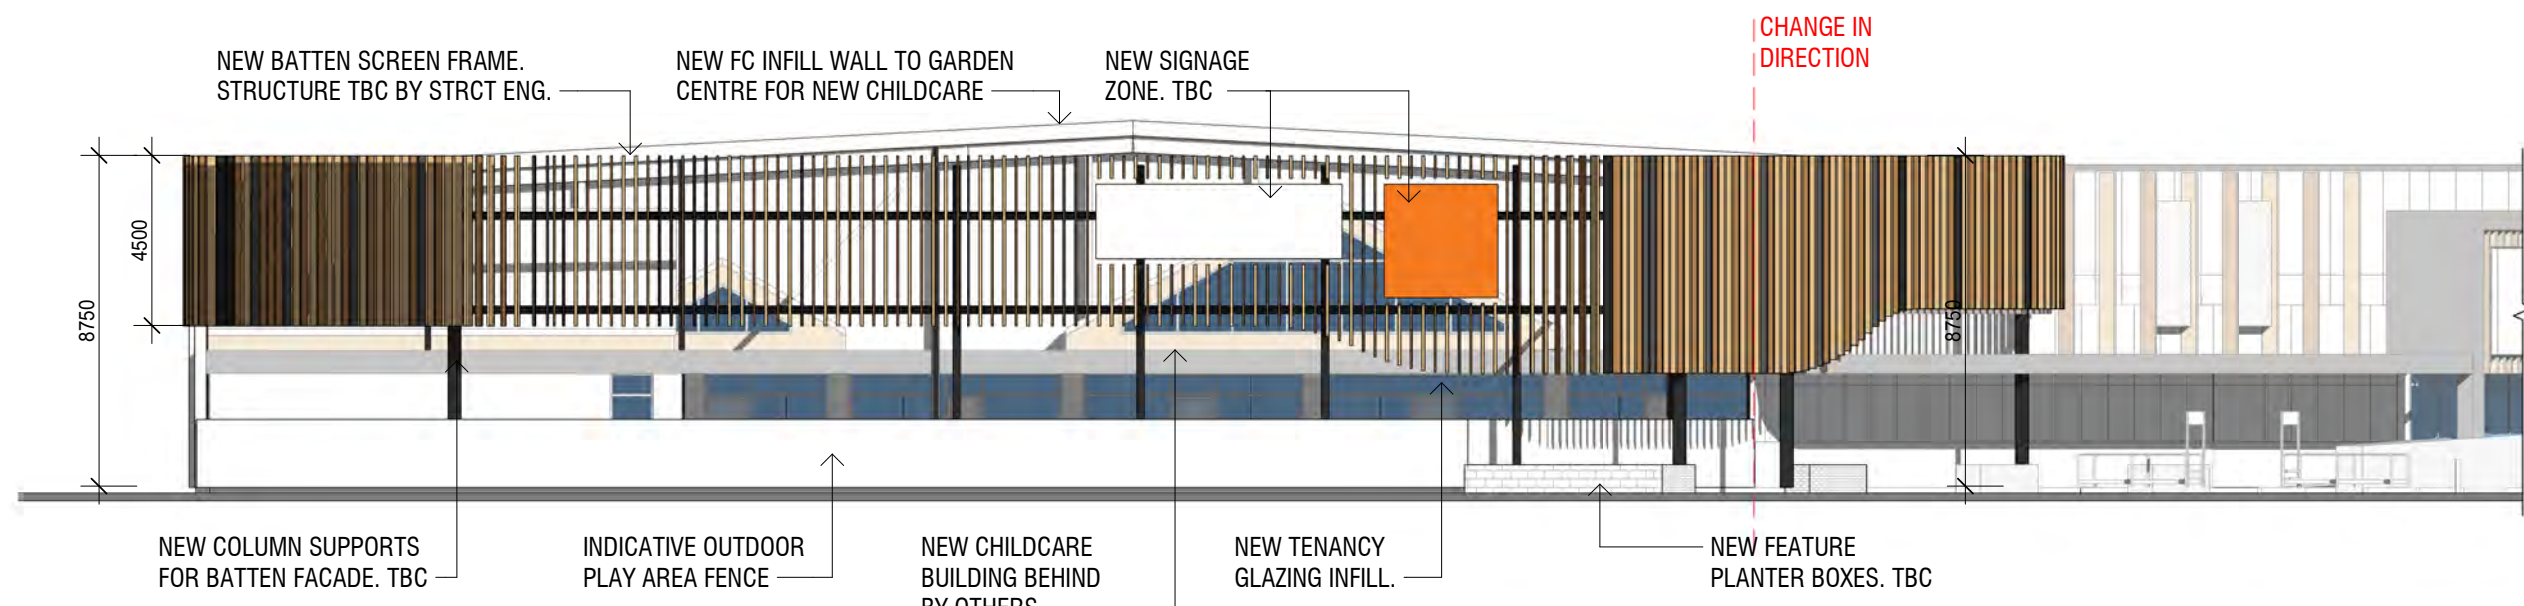 CHANGE IN
DIRECTION
NEW BATTEN SCREEN FRAME.
STRUCTURE TBC BY STRCT ENG.
NEW FC INFILL WALL TO GARDEN
CENTRE FOR NEW CHILDCARE
NEW SIGNAGE
ZONE. TBC
4500
8750
8750
NEW COLUMN SUPPORTS
FOR BATTEN FACADE. TBC
INDICATIVE OUTDOOR
PLAY AREA FENCE
NEW CHILDCARE
BUILDING BEHIND
BY OTHERS
NEW TENANCY
GLAZING INFILL.
NEW FEATURE
PLANTER BOXES. TBC